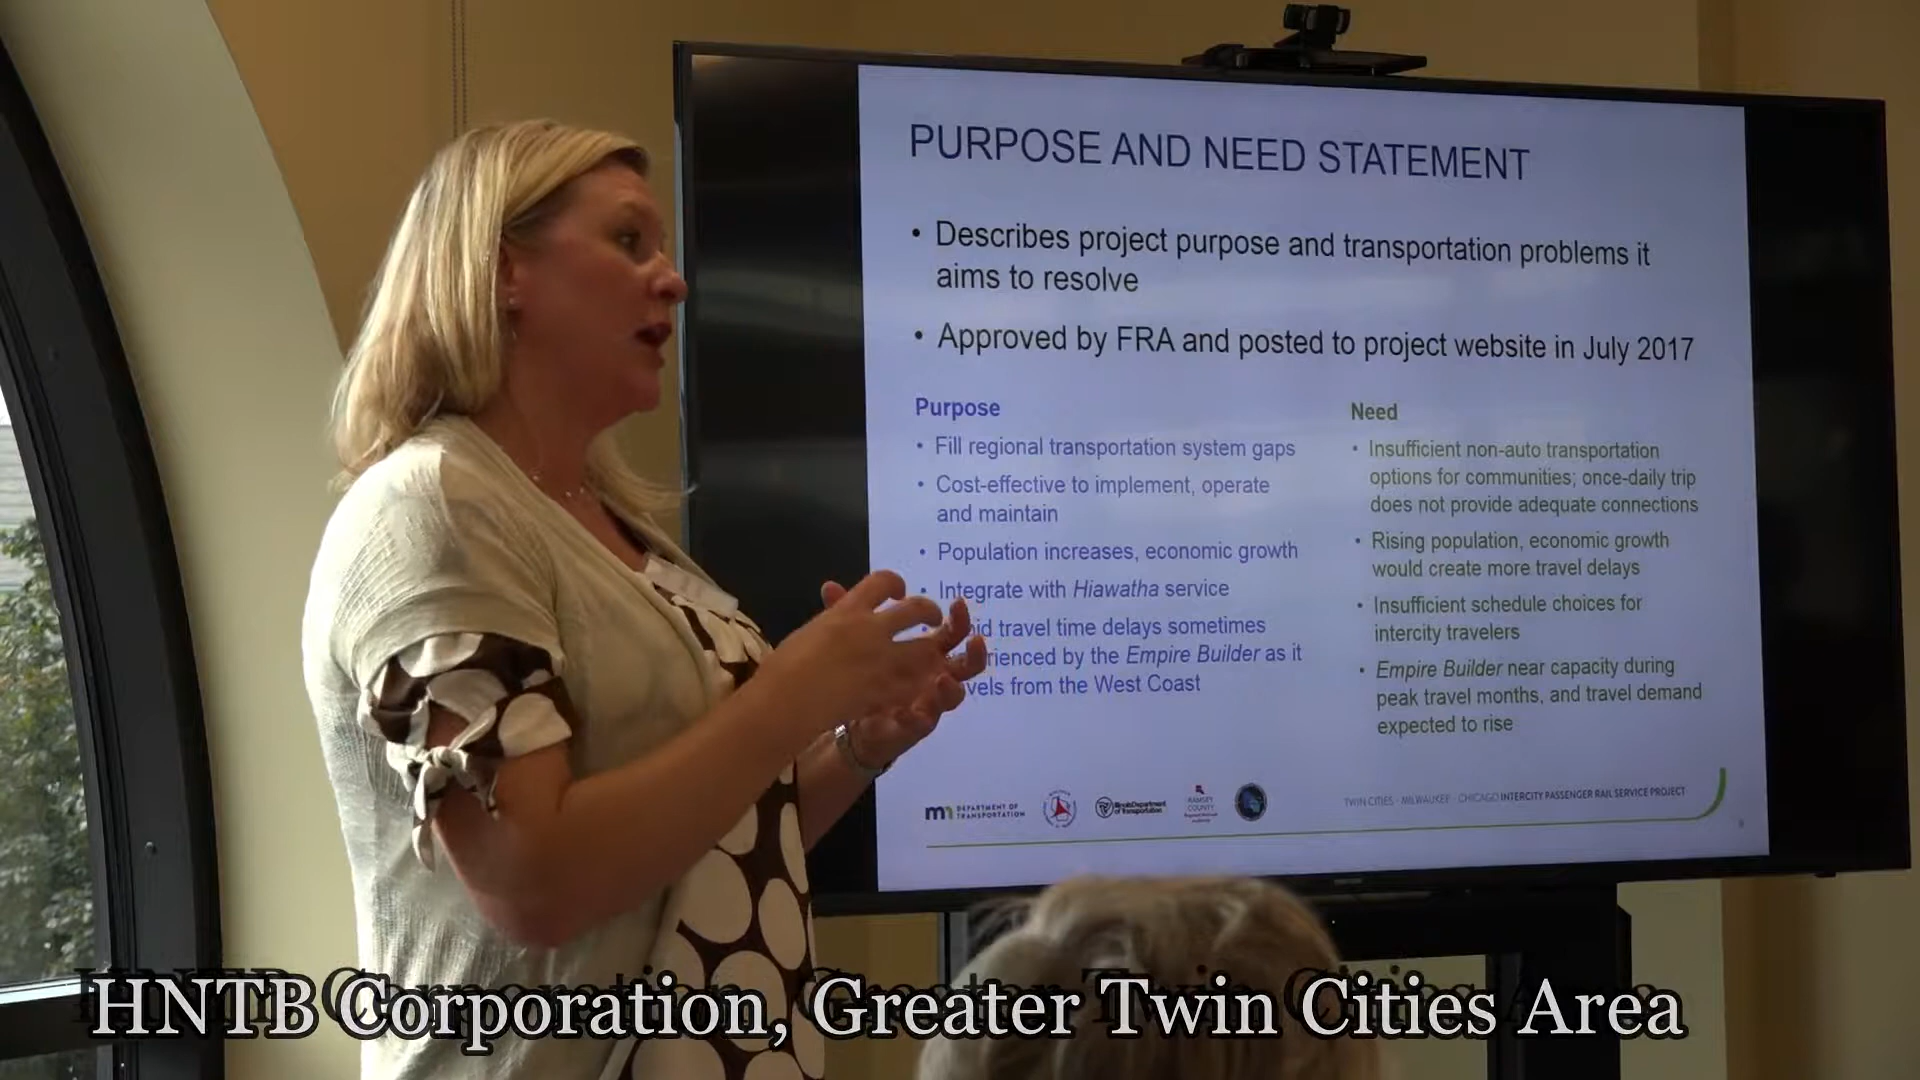 PURPOSE AND NEED STATEMENT
• Describes project purpose and transportation problems it
aims to resolve
• Approved by FRA and posted to project website in July 2017
Purpose
• Fill regional transportation system gaps
• Cost-effective to implement, operate
and maintain
• Population increases, economic growth
• Integrate with Hiawatha service
travel time delays sometimes
by the Empire Builder as it
from the West Coast
Need
• Insufficient non-auto transportation
options for communities; once-daily trip
does not provide adequate connections
• Rising population, economic growth
would create more travel delays
• Insufficient schedule choices for
intercity travelers
• Empire Builder near capacity during
peak travel months, and travel demand
expected to rise
DEPARTMENT OF
TRANSPORTATION
Illinois Department
of Transportation
RAMSEY
COUNTY
TWIN CITIES - MILWAUKEE - CHICAGO INTERCITY PASSENGER RAIL SERVICE PROJECT
HNTB Corporation, Greater Twin Cities Area